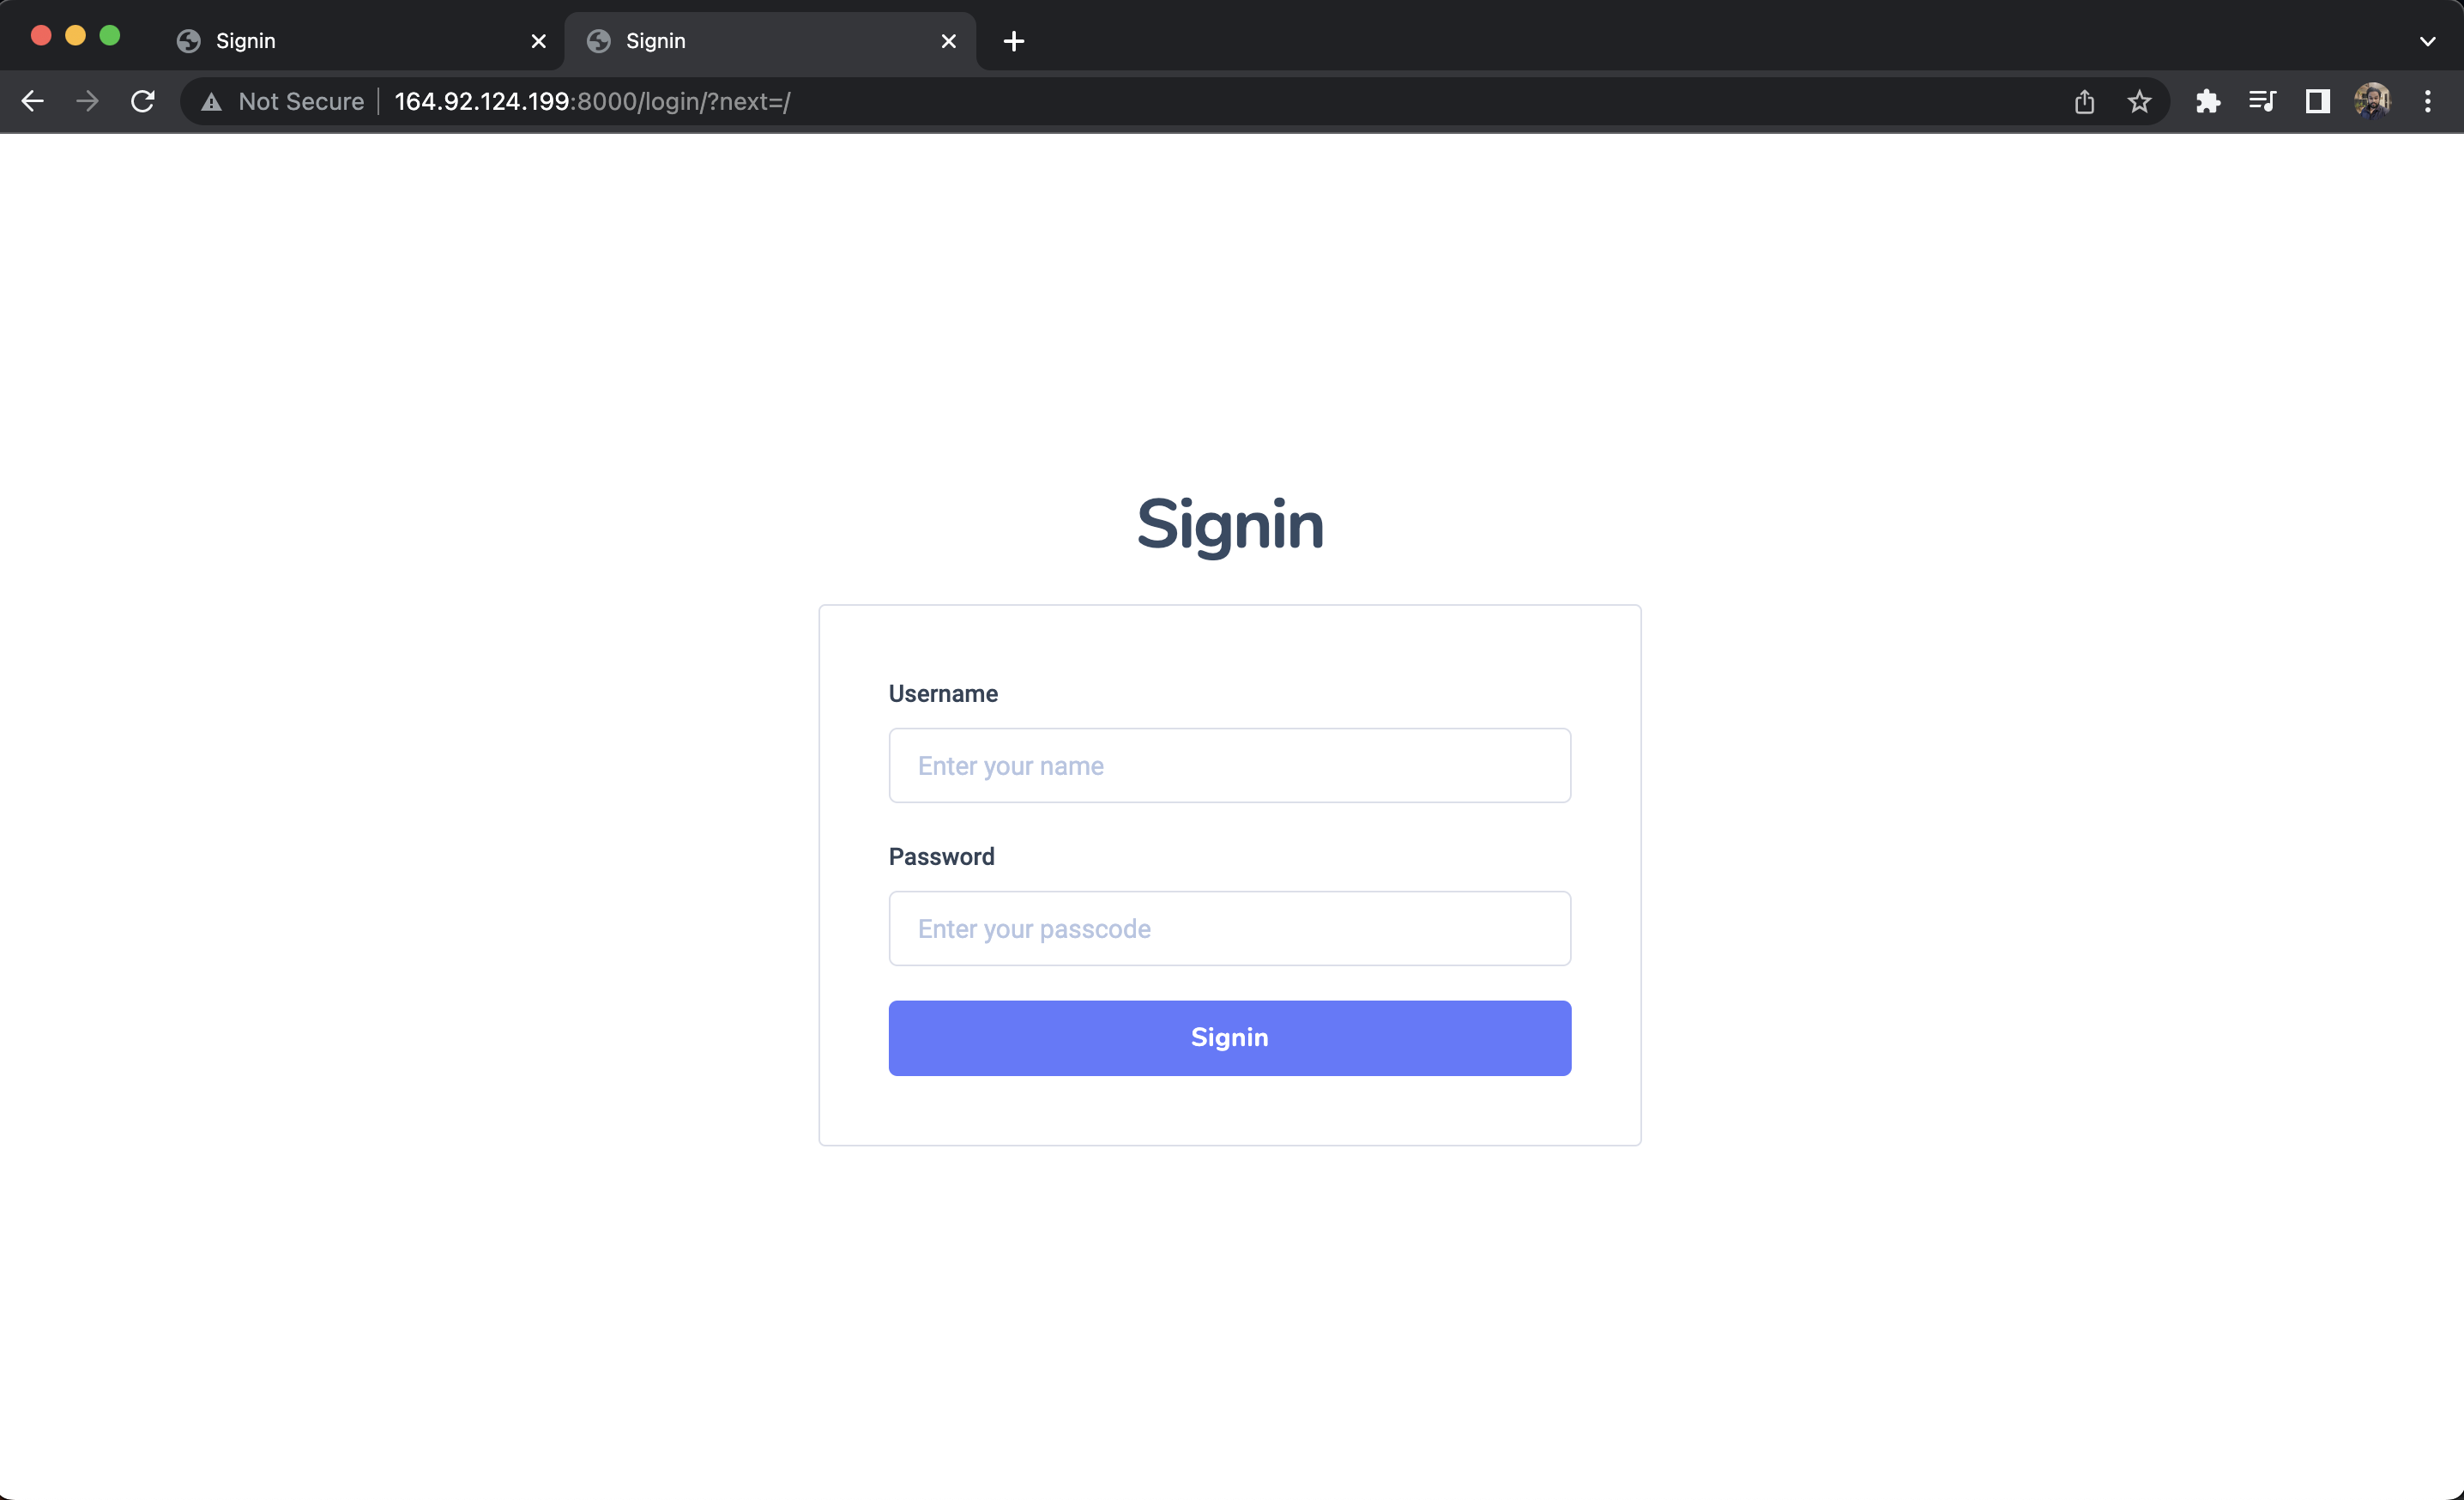 Signin
Signin
Not Secure
164.92.124.199:8000/login/?next=/
Signin
Username
Enter your name
Password
Enter your passcode
Signin